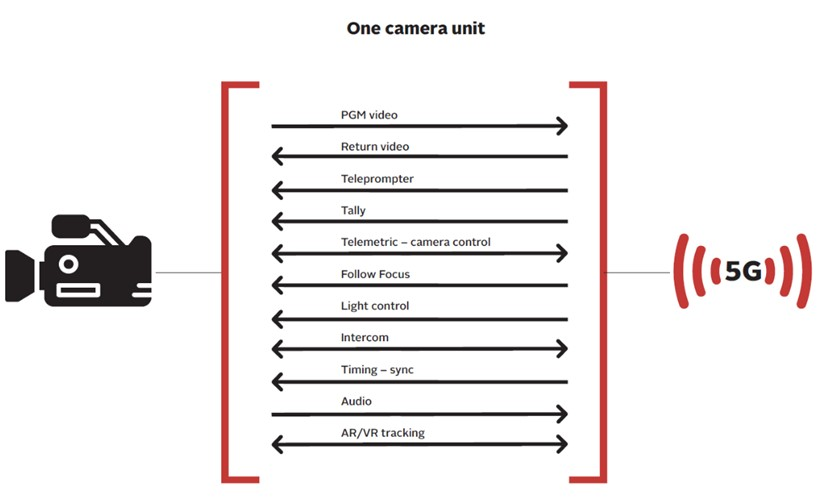 One camera unit
PGM video
Return video
Teleprompter
Tally
Telemetric – camera control
Follow Focus
Light control
Intercom
Timing – sync
Audio
AR/VR tracking
5G